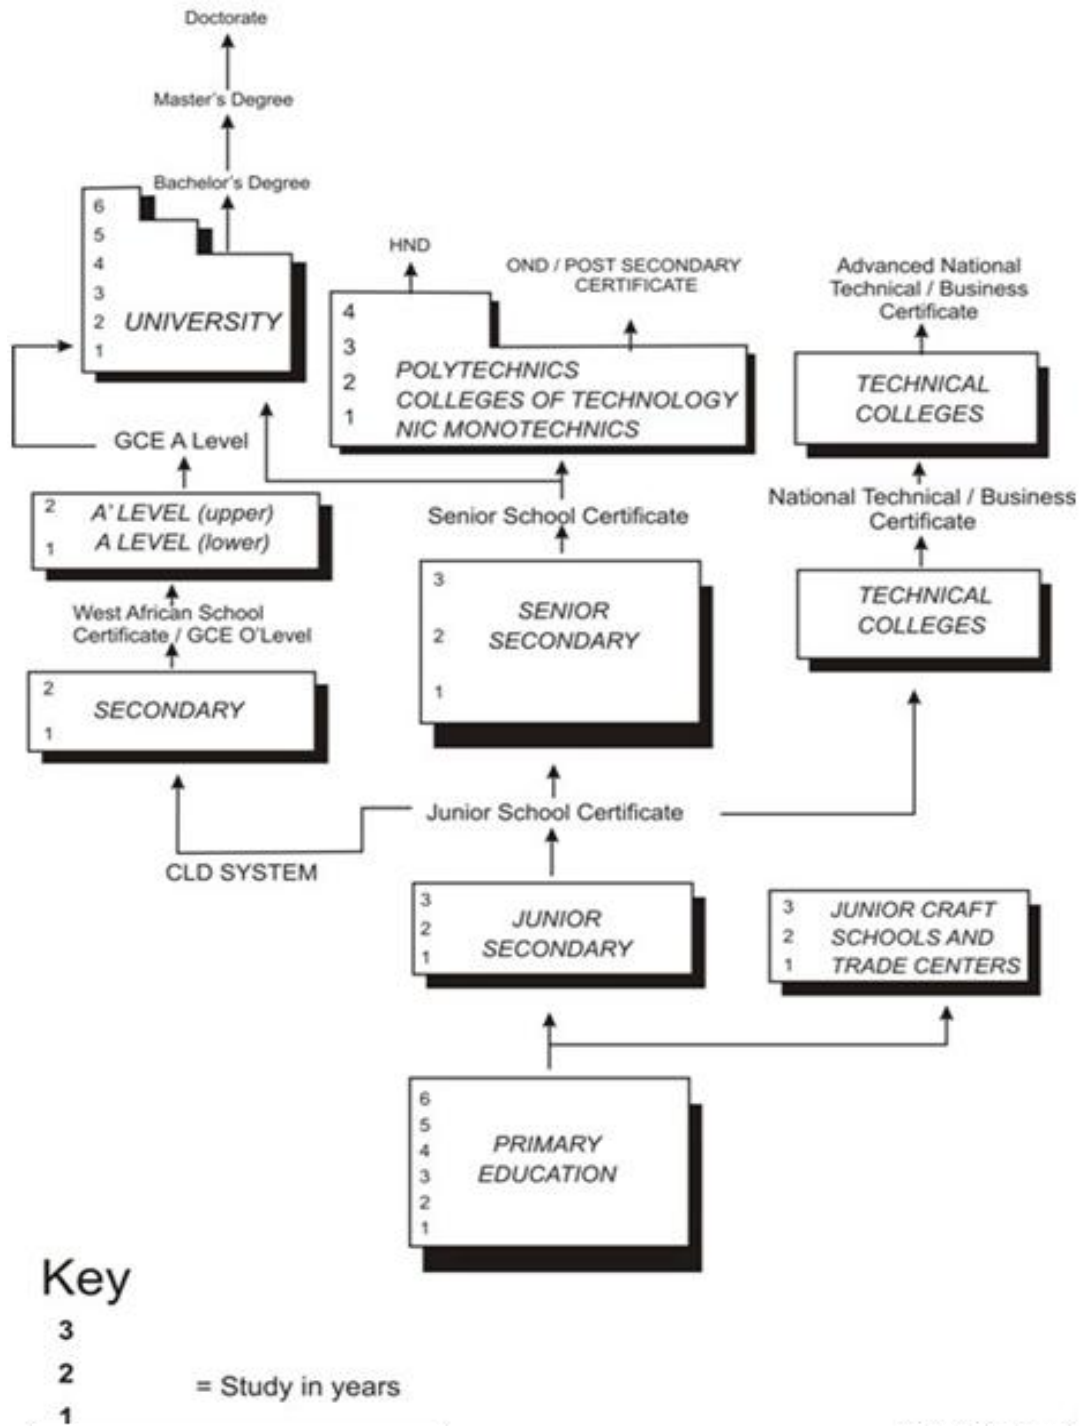 Doctorate
Master's Degree
Bachelor's Degree
6
5
4
3
2
1
UNIVERSITY
HND
OND / POST SECONDARY
CERTIFICATE
4
3
2
1
POLYTECHNICS
COLLEGES OF TECHNOLOGY
NIC MONOTECHNICS
Advanced National
Technical / Business
Certificate
TECHNICAL
COLLEGES
GCE A Level
2
1
A' LEVEL (upper)
A LEVEL (lower)
Senior School Certificate
National Technical / Business
Certificate
West African School
Certificate / GCE O'Level
2
1
SECONDARY
3
2
1
SENIOR
SECONDARY
TECHNICAL
COLLEGES
Junior School Certificate
CLD SYSTEM
3
2
1
JUNIOR
SECONDARY
3
2
1
JUNIOR CRAFT
SCHOOLS AND
TRADE CENTERS
6
5
4
3
2
1
PRIMARY
EDUCATION
Key
3
2
1
= Study in years